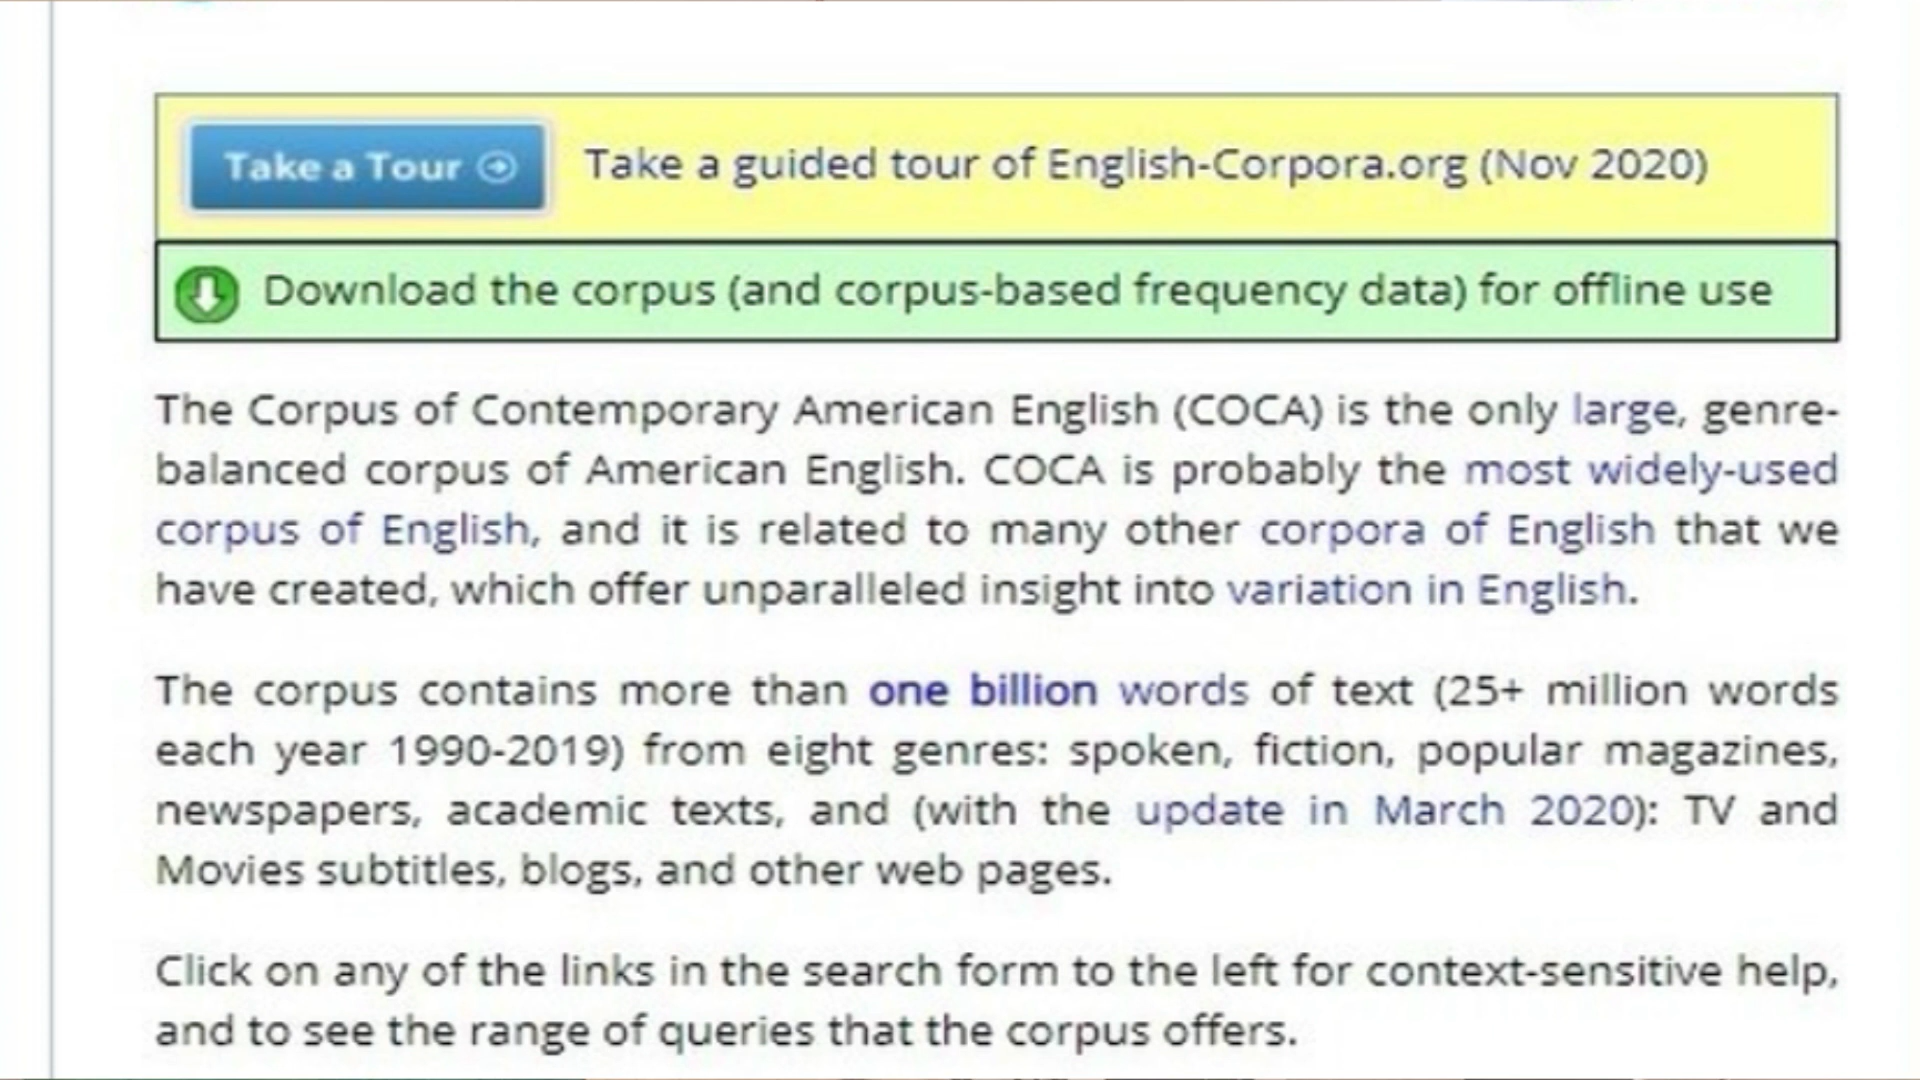 Take a Tour
Take a guided tour of English-Corpora.org (Nov 2020)
Download the corpus (and corpus-based frequency data) for offline use
The Corpus of Contemporary American English (COCA) is the only large, genre-
balanced corpus of American English. COCA is probably the most widely-used
corpus of English, and it is related to many other corpora of English that we
have created, which offer unparalleled insight into variation in English.
The corpus contains more than one billion words of text (25+ million words
each year 1990-2019) from eight genres: spoken, fiction, popular magazines,
newspapers, academic texts, and (with the update in March 2020): TV and
Movies subtitles, blogs, and other web pages.
Click on any of the links in the search form to the left for context-sensitive help,
and to see the range of queries that the corpus offers.